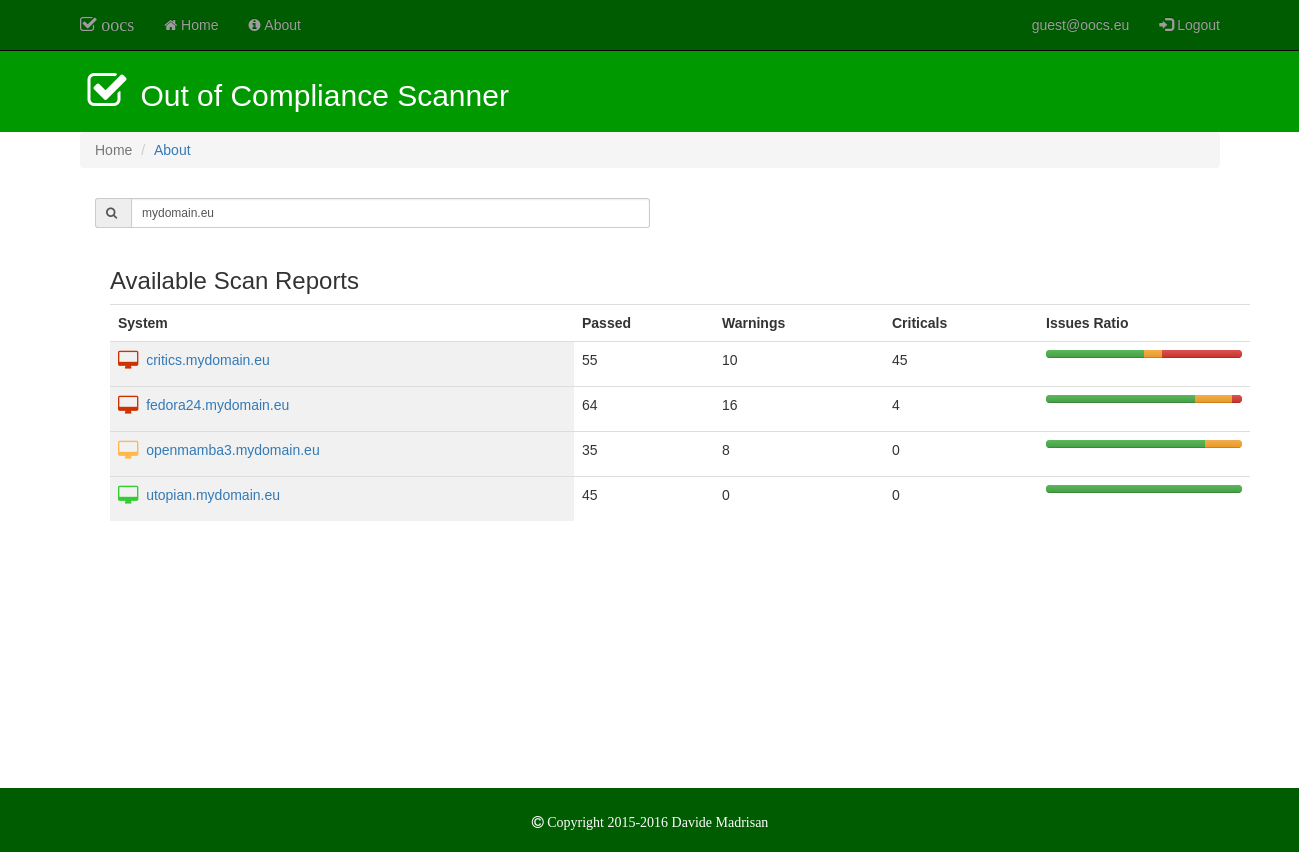 oocs Home About guest@oocs.eu Logout
Out of Compliance Scanner
Home / About
mydomain.eu
Available Scan Reports
System Passed Warnings Criticals Issues Ratio
critics.mydomain.eu 55 10 45
fedora24.mydomain.eu 64 16 4
openmamba3.mydomain.eu 35 8 0
utopian.mydomain.eu 45 0 0
© Copyright 2015-2016 Davide Madrisan